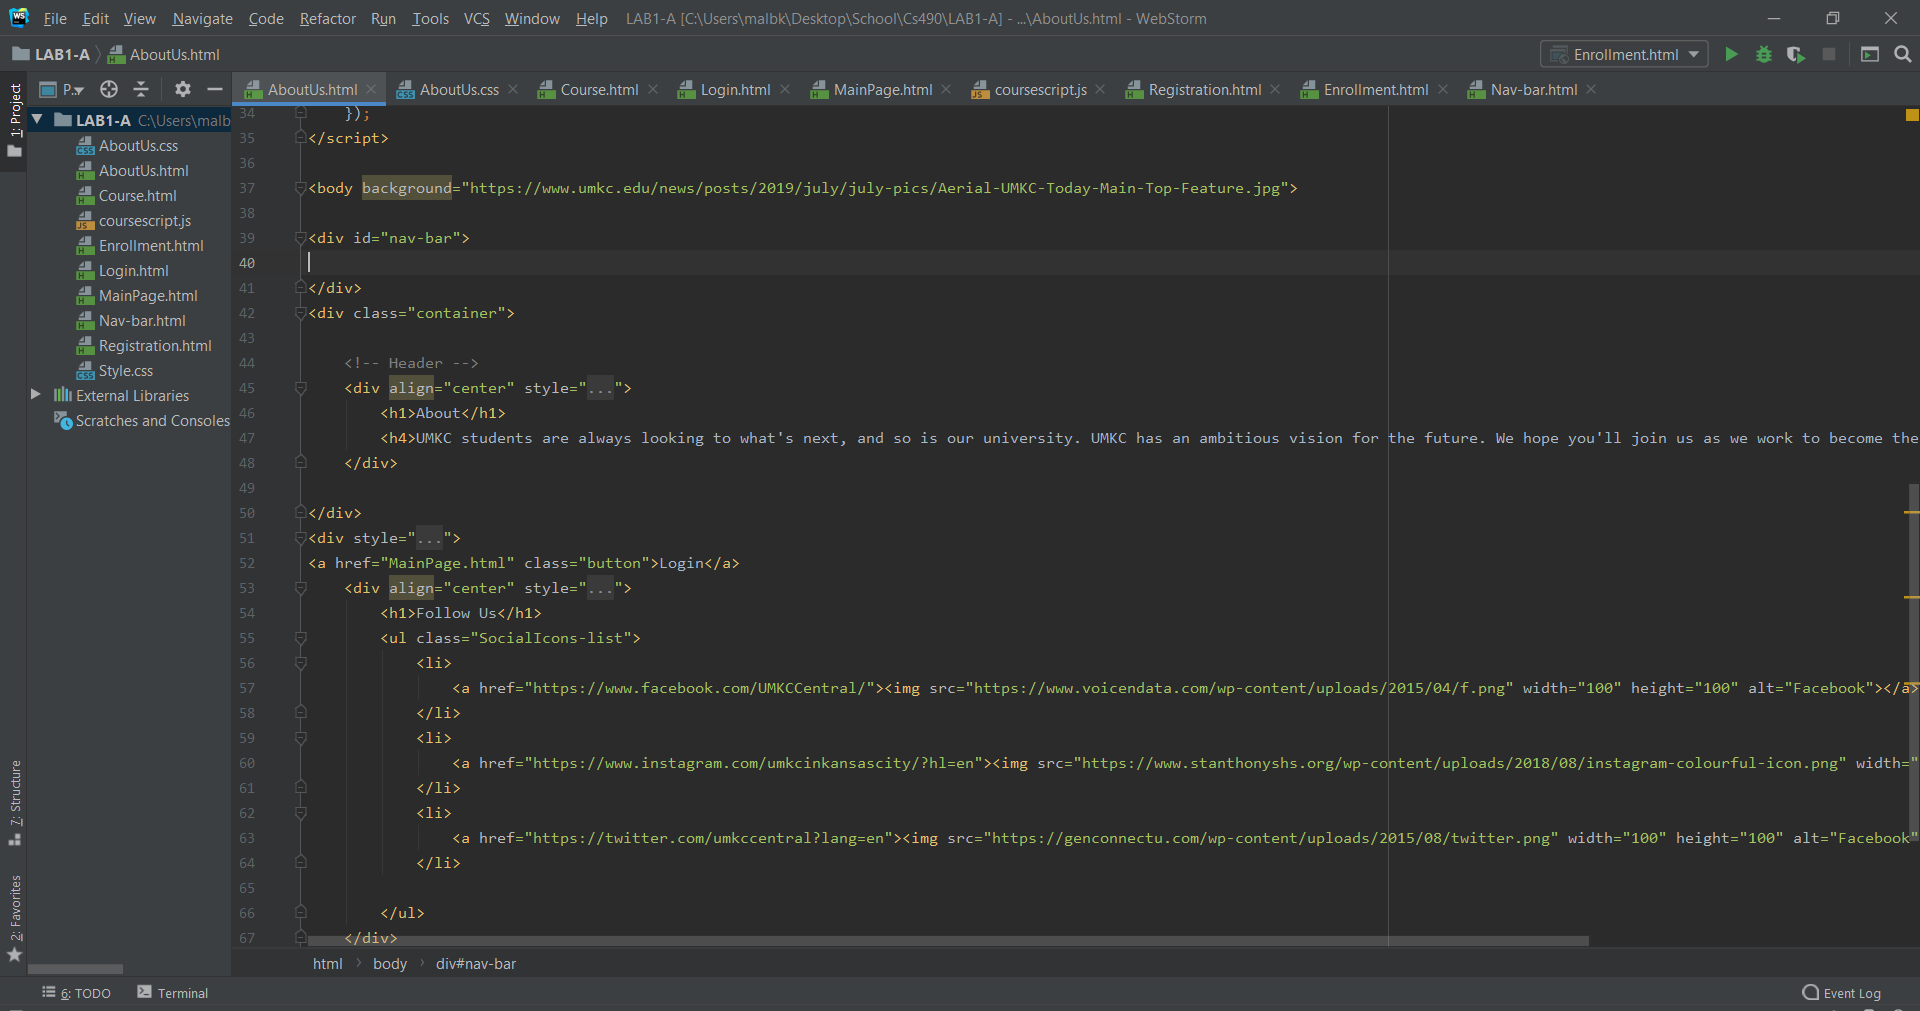 File Edit View Navigate Code Refactor Run Tools VCS Window Help LAB1-A [C:\Users\malbk\Desktop\School\Cs490\LAB1-A] - ...\AboutUs.html - WebStorm
LAB1-A AboutUs.html Enrollment.html
1: Project
P..
AboutUs.html AboutUs.css Course.html Login.html MainPage.html coursescript.js Registration.html Enrollment.html Nav-bar.html
LAB1-A C:\Users\malb
AboutUs.css
AboutUs.html
Course.html
coursescript.js
Enrollment.html
Login.html
MainPage.html
Nav-bar.html
Registration.html
Style.css
External Libraries
Scratches and Consoles
7: Structure
2: Favorites
34 });
35 </script>
36
37 <body background="https://www.umkc.edu/news/posts/2019/july/july-pics/Aerial-UMKC-Today-Main-Top-Feature.jpg">
38
39 <div id="nav-bar">
40
41 </div>
42 <div class="container">
43
44 <!-- Header -->
45 <div align="center" style="...">
46 <h1>About</h1>
47 <h4>UMKC students are always looking to what's next, and so is our university. UMKC has an ambitious vision for the future. We hope you'll join us as we work to become the
48 </div>
49
50 </div>
51 <div style="...">
52 <a href="MainPage.html" class="button">Login</a>
53 <div align="center" style="...">
54 <h1>Follow Us</h1>
55 <ul class="SocialIcons-list">
56 <li>
57 <a href="https://www.facebook.com/UMKCCentral/"><img src="https://www.voicendata.com/wp-content/uploads/2015/04/f.png" width="100" height="100" alt="Facebook"></a>
58 </li>
59 <li>
60 <a href="https://www.instagram.com/umkcinkansascity/?hl=en"><img src="https://www.stanthonyshs.org/wp-content/uploads/2018/08/instagram-colourful-icon.png" width="
61 </li>
62 <li>
63 <a href="https://twitter.com/umkccentral?lang=en"><img src="https://genconnectu.com/wp-content/uploads/2015/08/twitter.png" width="100" height="100" alt="Facebook"
64 </li>
65
66 </ul>
67 </div>
html body div#nav-bar
6: TODO Terminal Event Log